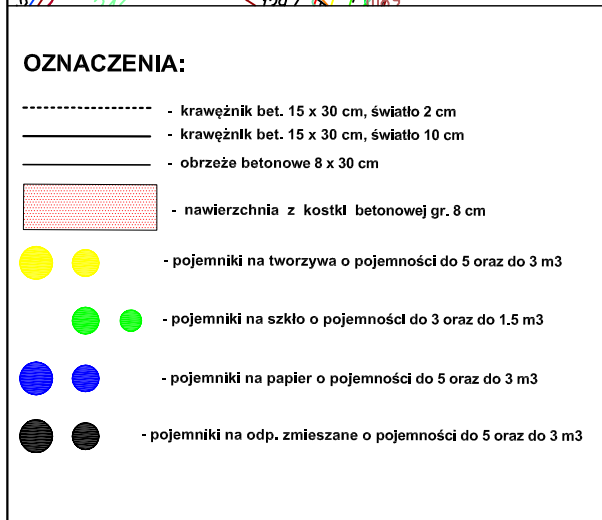 OZNACZENIA:
- krawężnik bet. 15 x 30 cm, światło 2 cm
- krawężnik bet. 15 x 30 cm, światło 10 cm
- obrzeże betonowe 8 x 30 cm
- nawierzchnia z kostki betonowej gr. 8 cm
- pojemniki na tworzywa o pojemności do 5 oraz do 3 m3
- pojemniki na szkło o pojemności do 3 oraz do 1.5 m3
- pojemniki na papier o pojemności do 5 oraz do 3 m3
- pojemniki na odp. zmieszane o pojemności do 5 oraz do 3 m3